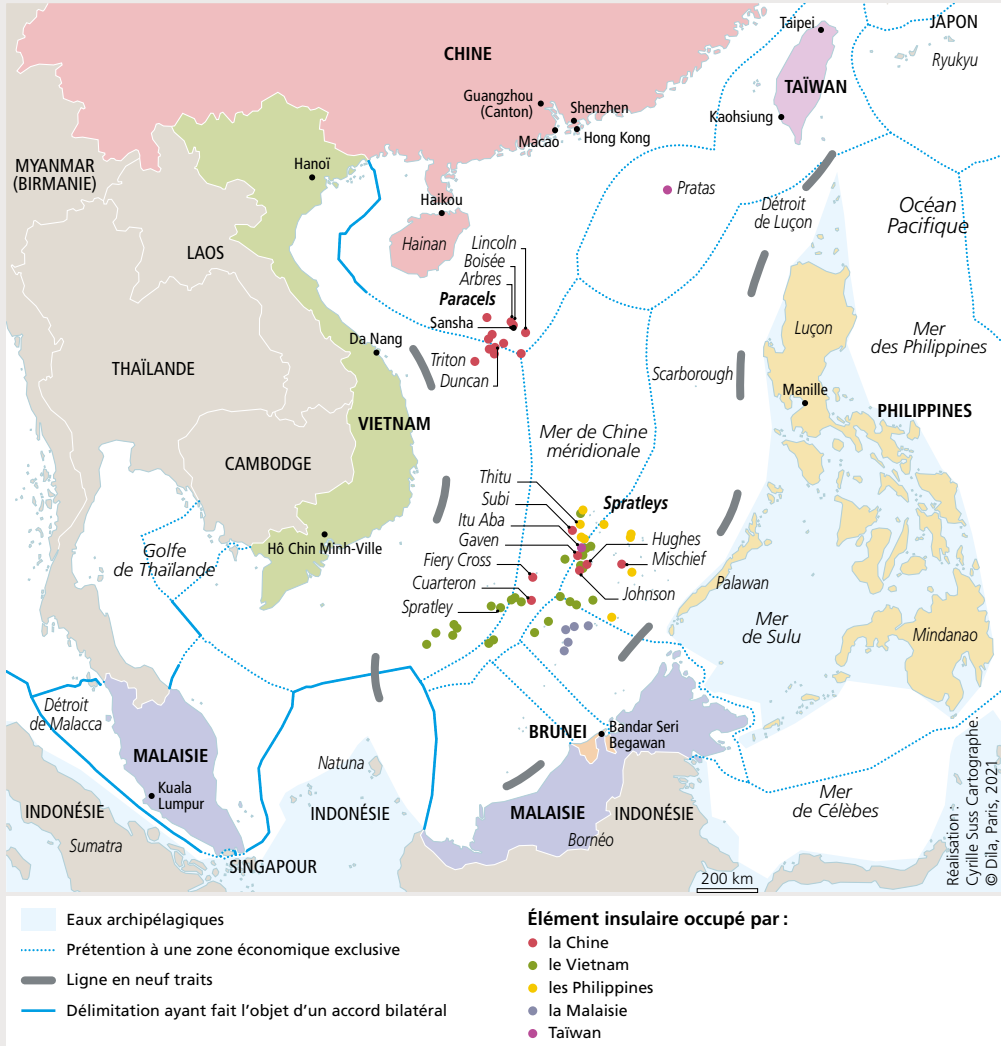 CHINE
Taipei
JAPON
Ryukyu
TAÏWAN
Kaohsiung
Guangzhou
(Canton)
Shenzhen
Macao
Hong Kong
MYANMAR
(BIRMANIE)
Hanoï
Haikou
Hainan
Pratas
Détroit
de Luçon
Océan
Pacifique
LAOS
Lincoln
Boisée
Arbres
Paracels
Sansha
Triton
Duncan
Da Nang
Luçon
Mer
des Philippines
THAÏLANDE
Scarborough
Manille
PHILIPPINES
VIETNAM
CAMBODGE
Mer de Chine
méridionale
Thitu
Subi
Itu Aba
Gaven
Fiery Cross
Cuarteron
Spratley
Spratleys
Hughes
Mischief
Johnson
Hô Chin Minh-Ville
Golfe
de Thaïlande
Palawan
Mer
de Sulu
Mindanao
Détroit
de Malacca
MALAISIE
Kuala
Lumpur
BRUNEI
Bandar Seri
Begawan
Natuna
INDONÉSIE
Sumatra
INDONÉSIE
MALAISIE
INDONÉSIE
Bornéo
Mer
de Célèbes
SINGAPOUR
200 km
Réalisation :
Cyrille Suss Cartographe.
© Dila, Paris, 2021
Eaux archipélagiques
Prétention à une zone économique exclusive
Ligne en neuf traits
Délimitation ayant fait l'objet d'un accord bilatéral
Élément insulaire occupé par :
la Chine
le Vietnam
les Philippines
la Malaisie
Taïwan